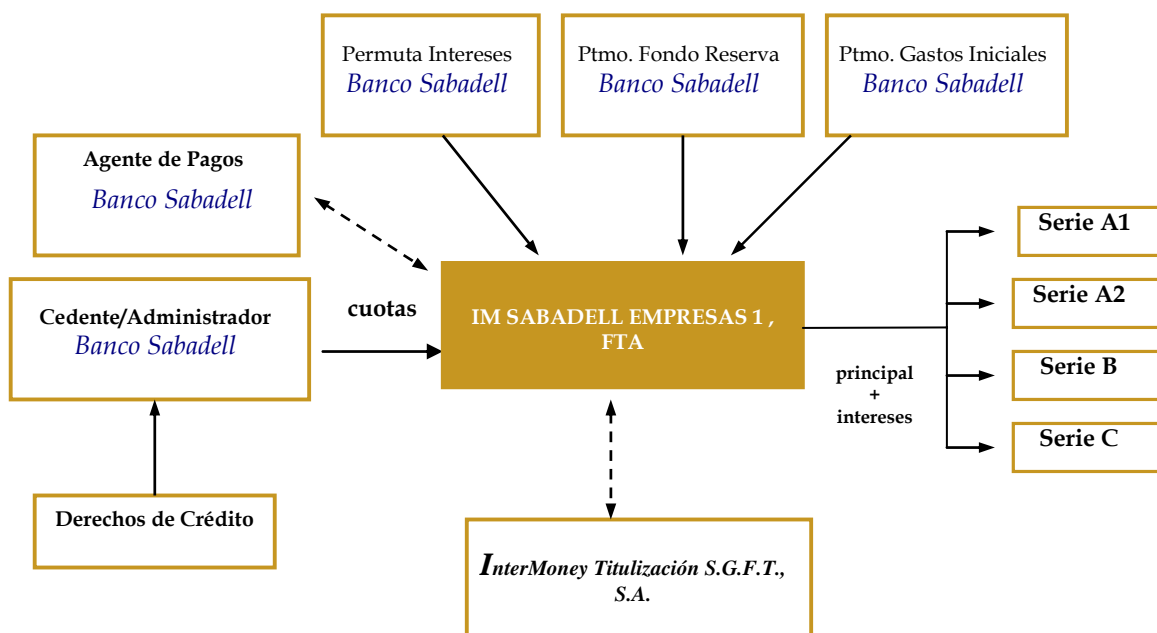 Permuta Intereses
Banco Sabadell
Ptmo. Fondo Reserva
Banco Sabadell
Ptmo. Gastos Iniciales
Banco Sabadell
Agente de Pagos
Banco Sabadell
Cedente/Administrador
Banco Sabadell
cuotas
IM SABADELL EMPRESAS 1 ,
FTA
principal
+
intereses
Serie A1
Serie A2
Serie B
Serie C
Derechos de Crédito
InterMoney Titulización S.G.F.T.,
S.A.